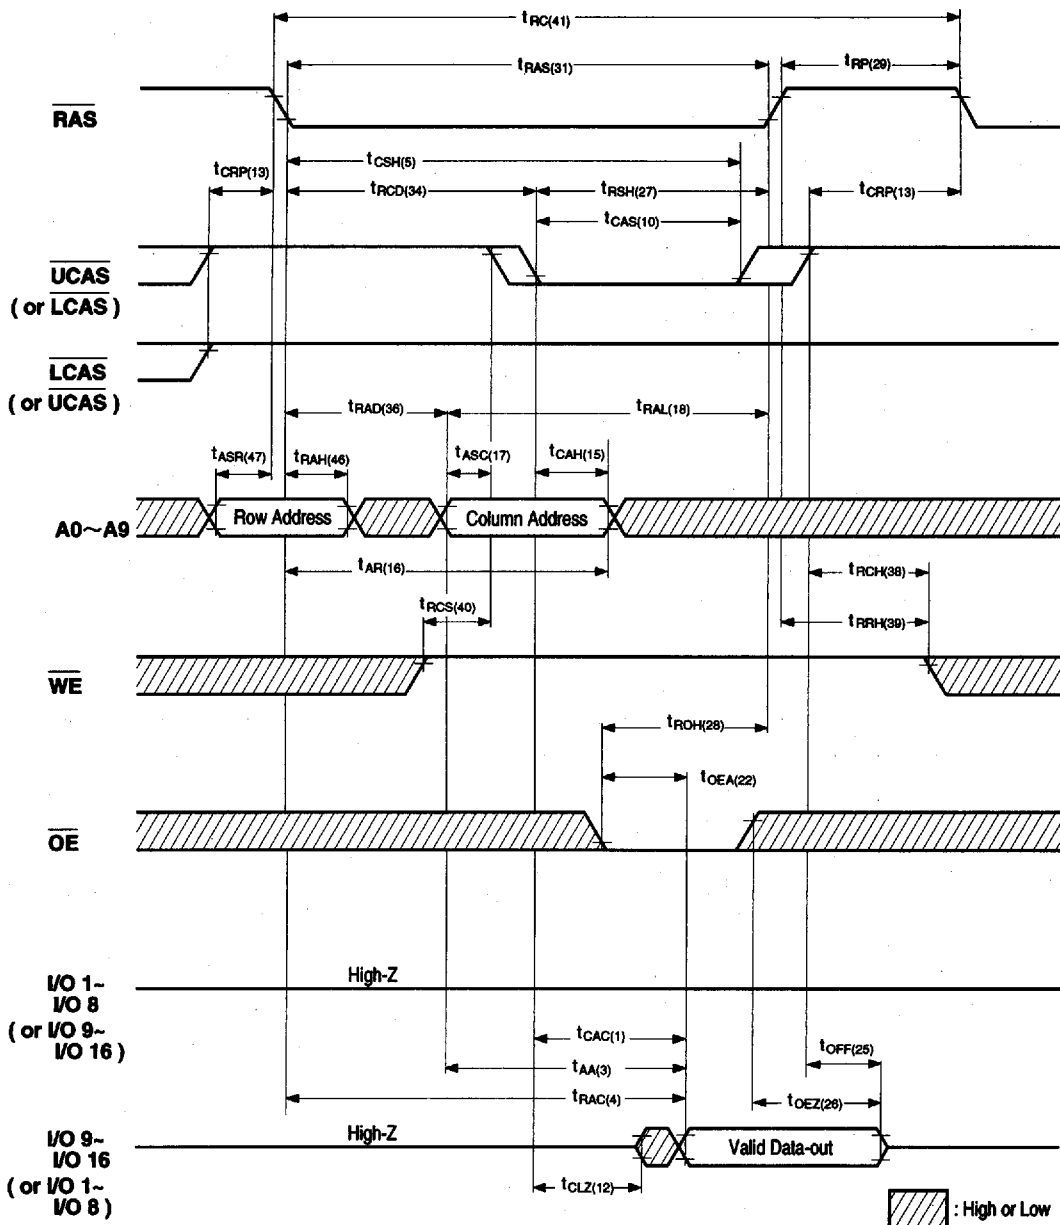 tRC(41)
tRAS(31)
tRP(29)
RAS
tCSH(5)
tCRP(13)
tRCD(34)
tRSH(27)
tCRP(13)
tCAS(10)
UCAS
( or LCAS )
LCAS
( or UCAS )
tRAD(36)
tRAL(18)
tASR(47)
tRAH(46)
tASC(17)
tCAH(15)
A0~A9
Row Address
Column Address
tAR(16)
tRCH(38)
tRCS(40)
tRRH(39)
WE
tROH(28)
tOEA(22)
OE
I/O 1~
I/O 8
( or I/O 9~
I/O 16 )
High-Z
tCAC(1)
tOFF(25)
tAA(3)
tRAC(4)
tOEZ(26)
I/O 9~
I/O 16
( or I/O 1~
I/O 8 )
High-Z
Valid Data-out
tCLZ(12)
: High or Low